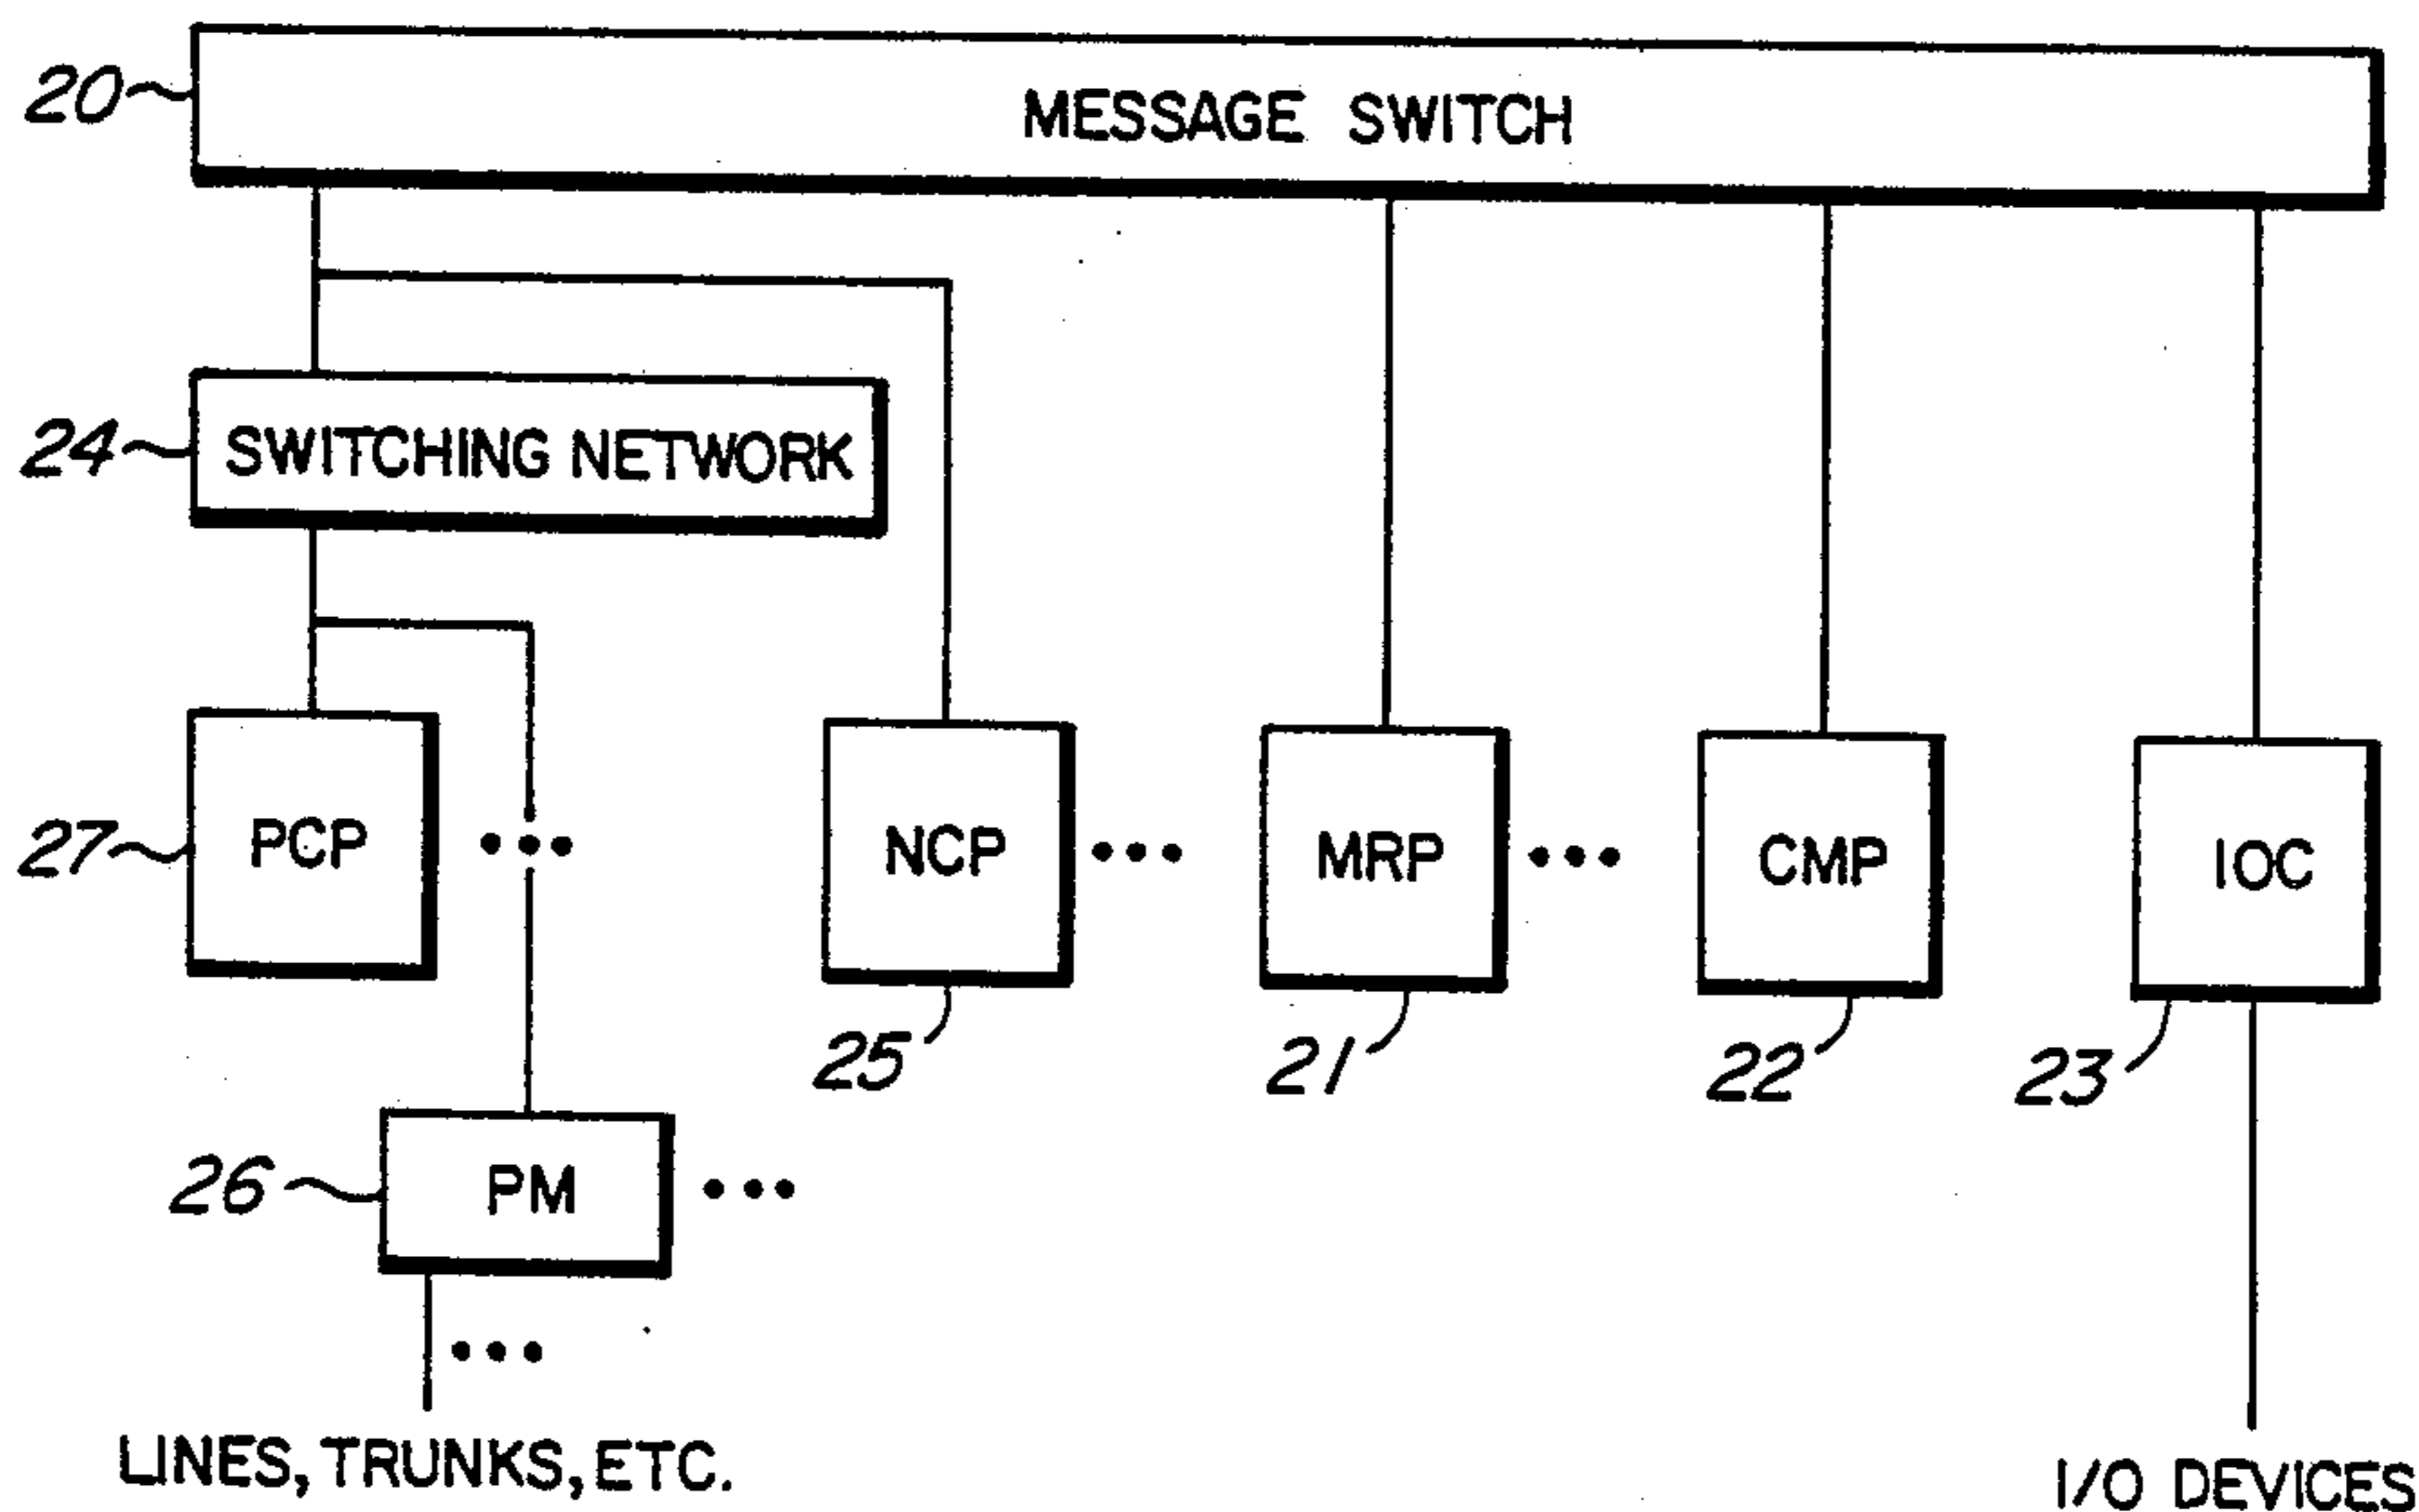 20
MESSAGE SWITCH
24
SWITCHING NETWORK
27
PCP
NCP
MRP
CMP
IOC
25
21
22
23
26
PM
LINES, TRUNKS, ETC.
I/O DEVICES